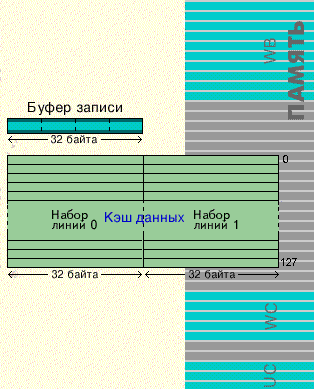 WB
ПАМЯТЬ
Буфер записи
32 байта
0
Набор линии 0
Кэш данных
Набор линии 1
127
32 байта
32 байта
WC
UC